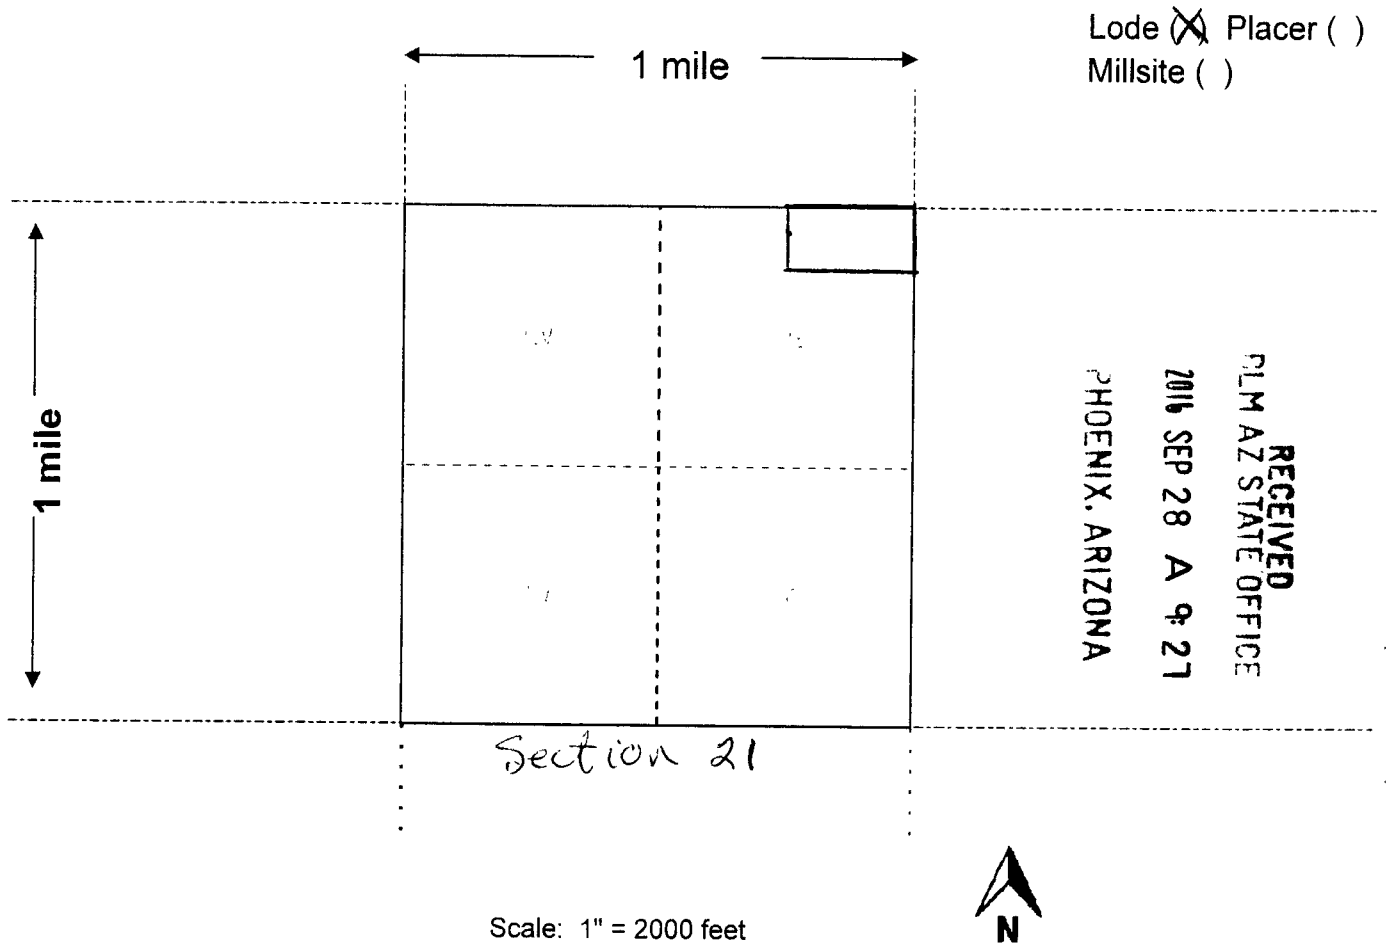 Lode (X) Placer ( )
Millsite ( )
1 mile
1 mile
RECEIVED
BLM AZ STATE OFFICE
2016 SEP 28 A 9:27
PHOENIX, ARIZONA
Section 21
Scale: 1" = 2000 feet
N